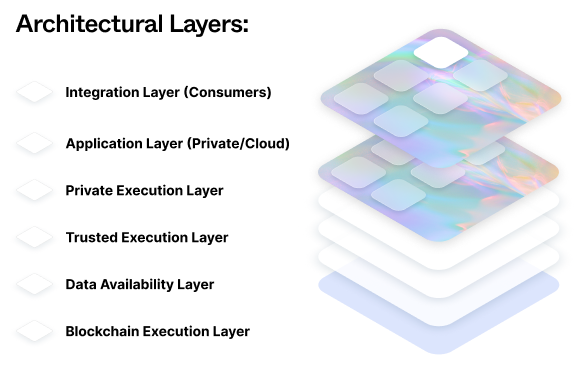 Architectural Layers:
Integration Layer (Consumers)
Application Layer (Private/Cloud)
Private Execution Layer
Trusted Execution Layer
Data Availability Layer
Blockchain Execution Layer